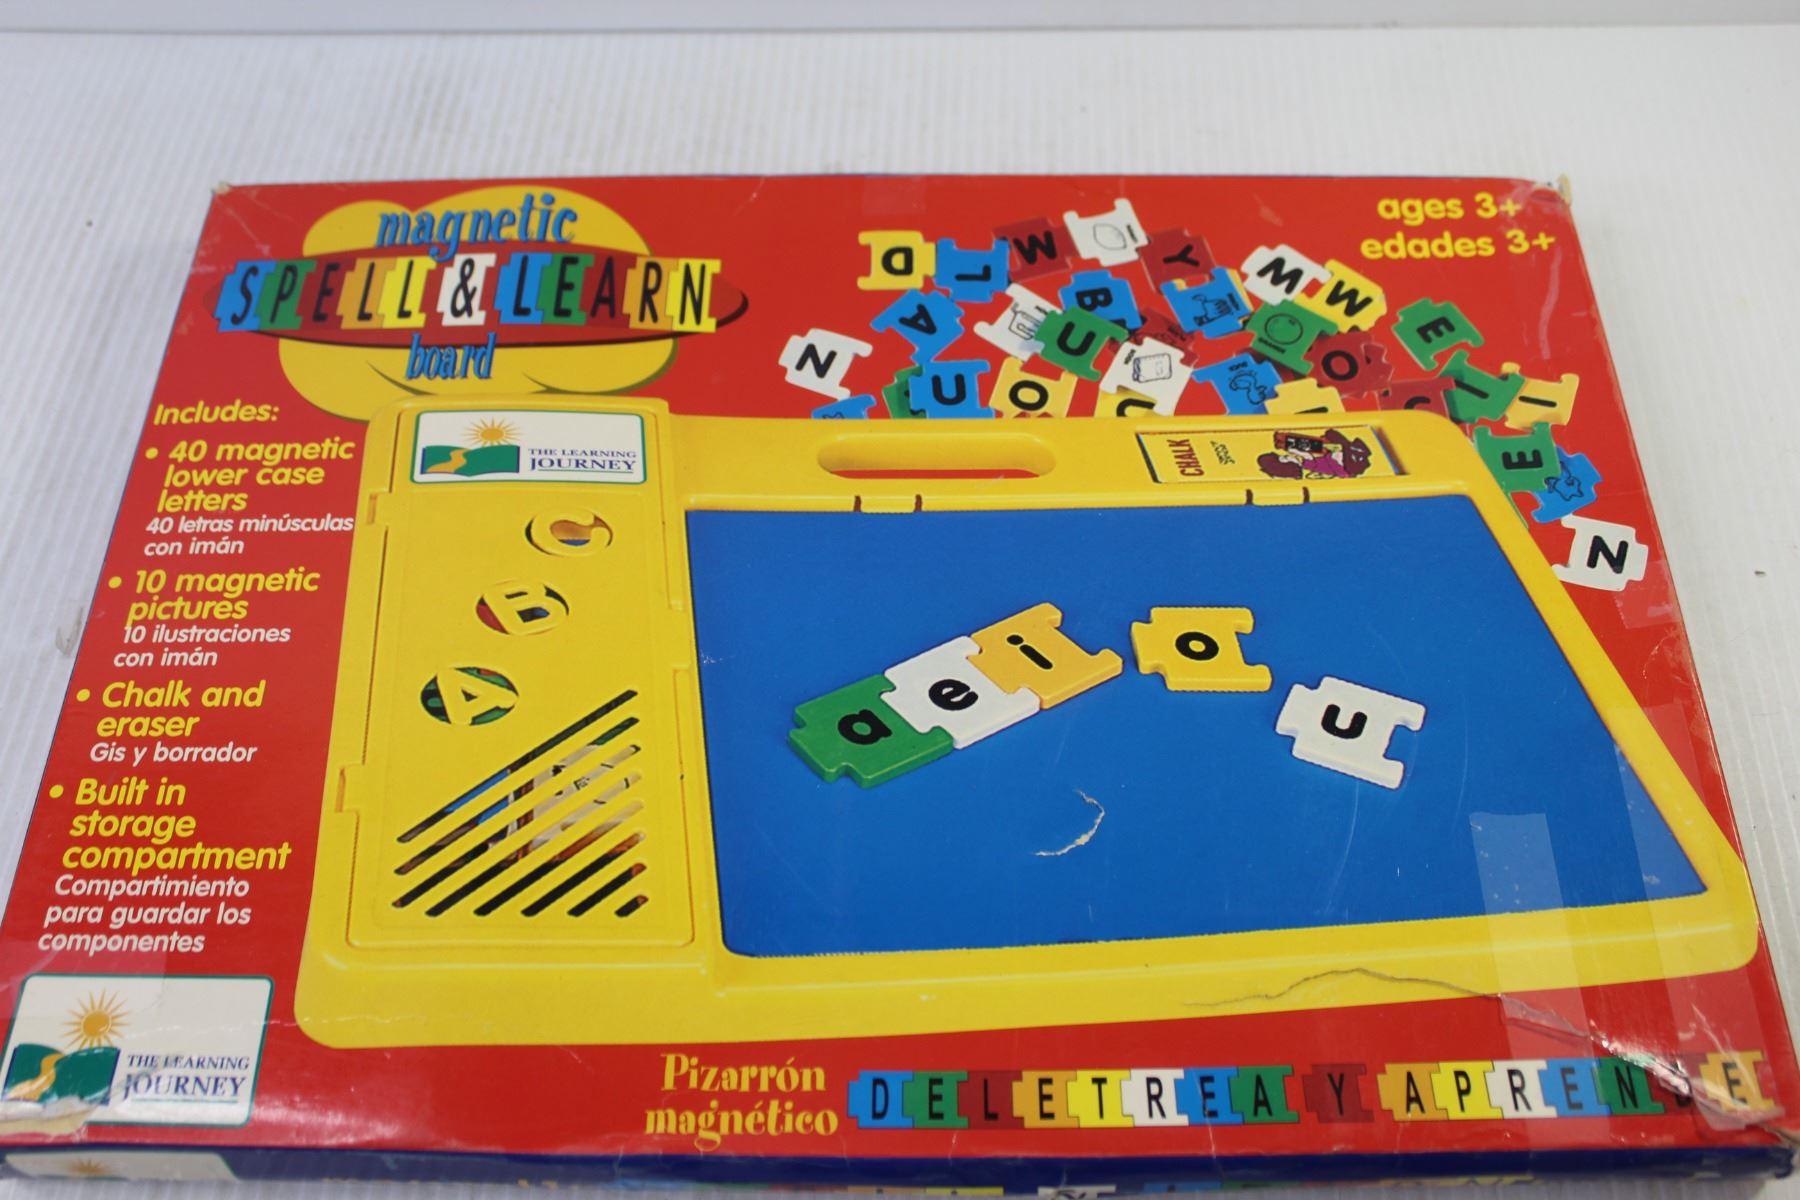 magnetic
SPELL & LEARN
board
ages 3+
edades 3+
Includes:
• 40 magnetic
lower case
letters
40 letras minúsculas
con imán
• 10 magnetic
pictures
10 ilustraciones
con imán
• Chalk and
eraser
Gis y borrador
• Built in
storage
compartment
Compartimiento
para guardar los
componentes
THE LEARNING
JOURNEY
THE LEARNING
JOURNEY
CHALK
C
B
A
D L M Y W M
A B U E
N U O U O I I
E
N
a e i o u
Pizarrón
magnético
DELETREA Y APRENDE